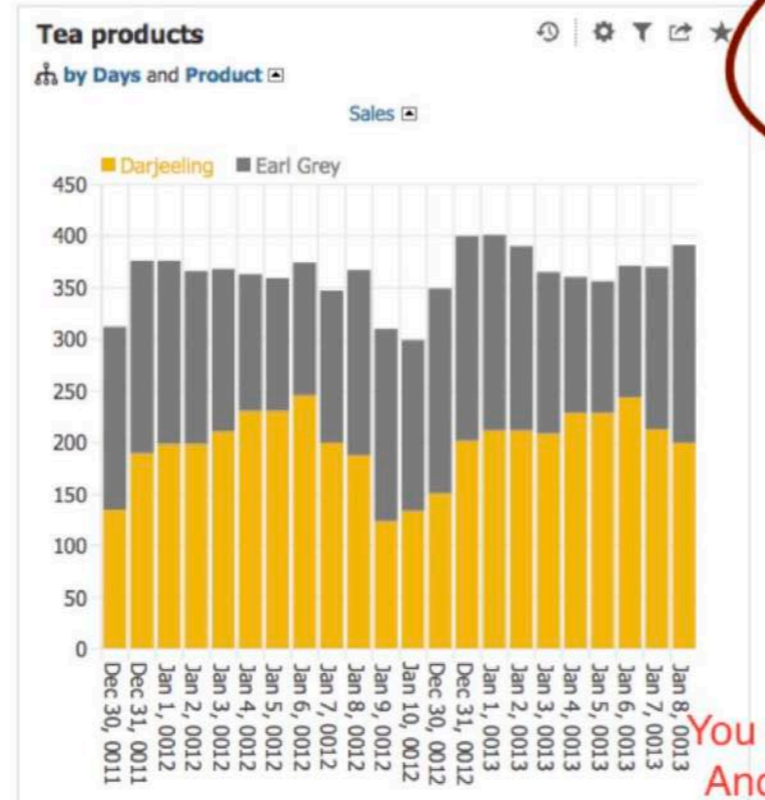 Tea products
by Days and Product
Sales
Darjeeling Earl Grey
450
400
350
300
250
200
150
100
50
0
Dec 30, 0011
Dec 31, 0011
Jan 1, 0012
Jan 2, 0012
Jan 3, 0012
Jan 4, 0012
Jan 5, 0012
Jan 6, 0012
Jan 7, 0012
Jan 8, 0012
Jan 9, 0012
Jan 10, 0012
Dec 30, 0012
Dec 31, 0012
Jan 1, 0013
Jan 2, 0013
Jan 3, 0013
Jan 4, 0013
Jan 5, 0013
Jan 6, 0013
Jan 7, 0013
Jan 8, 0013
You